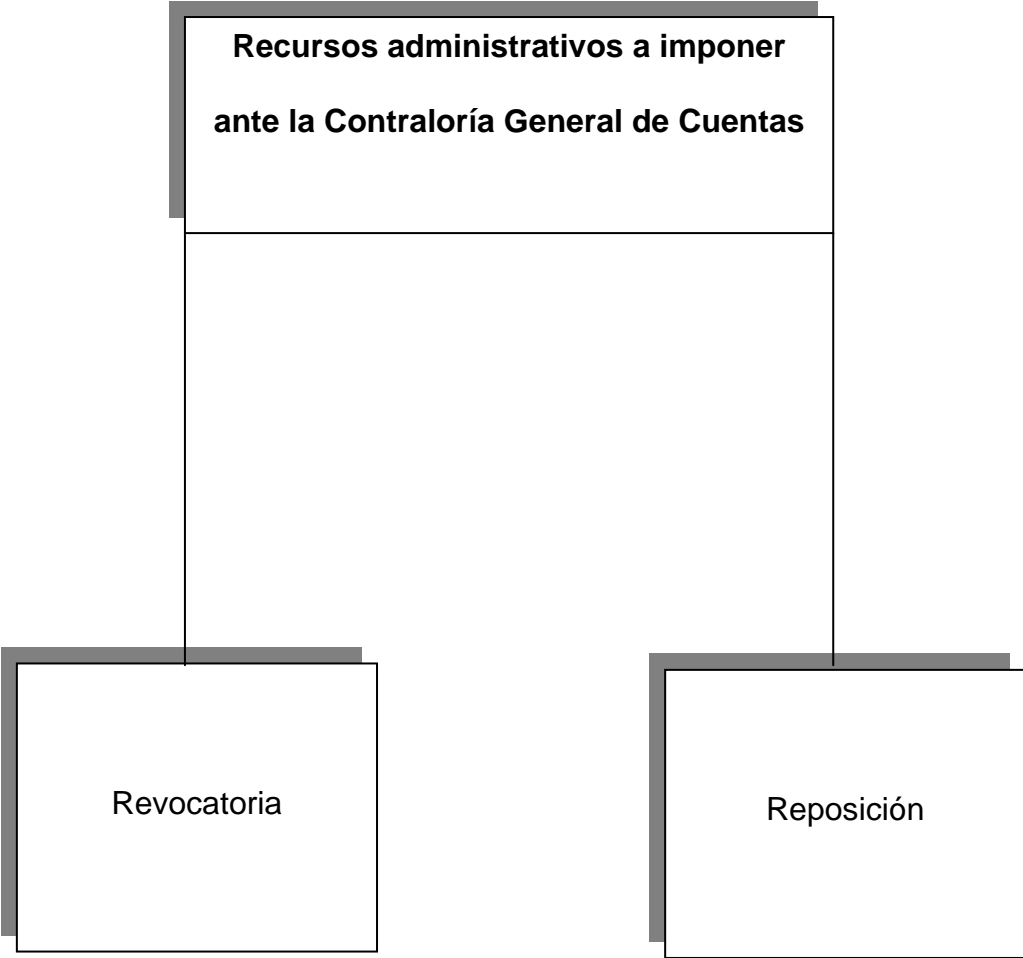 Recursos administrativos a imponer
ante la Contraloría General de Cuentas
Revocatoria
Reposición